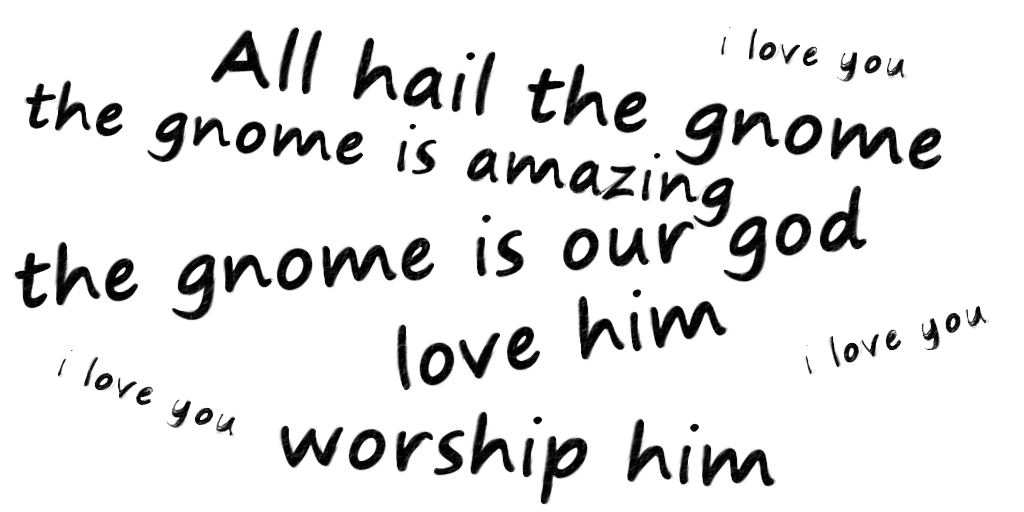 All hail the gnome
i love you
the gnome is amazing
the gnome is our god
love him
i love you
i love you
worship him